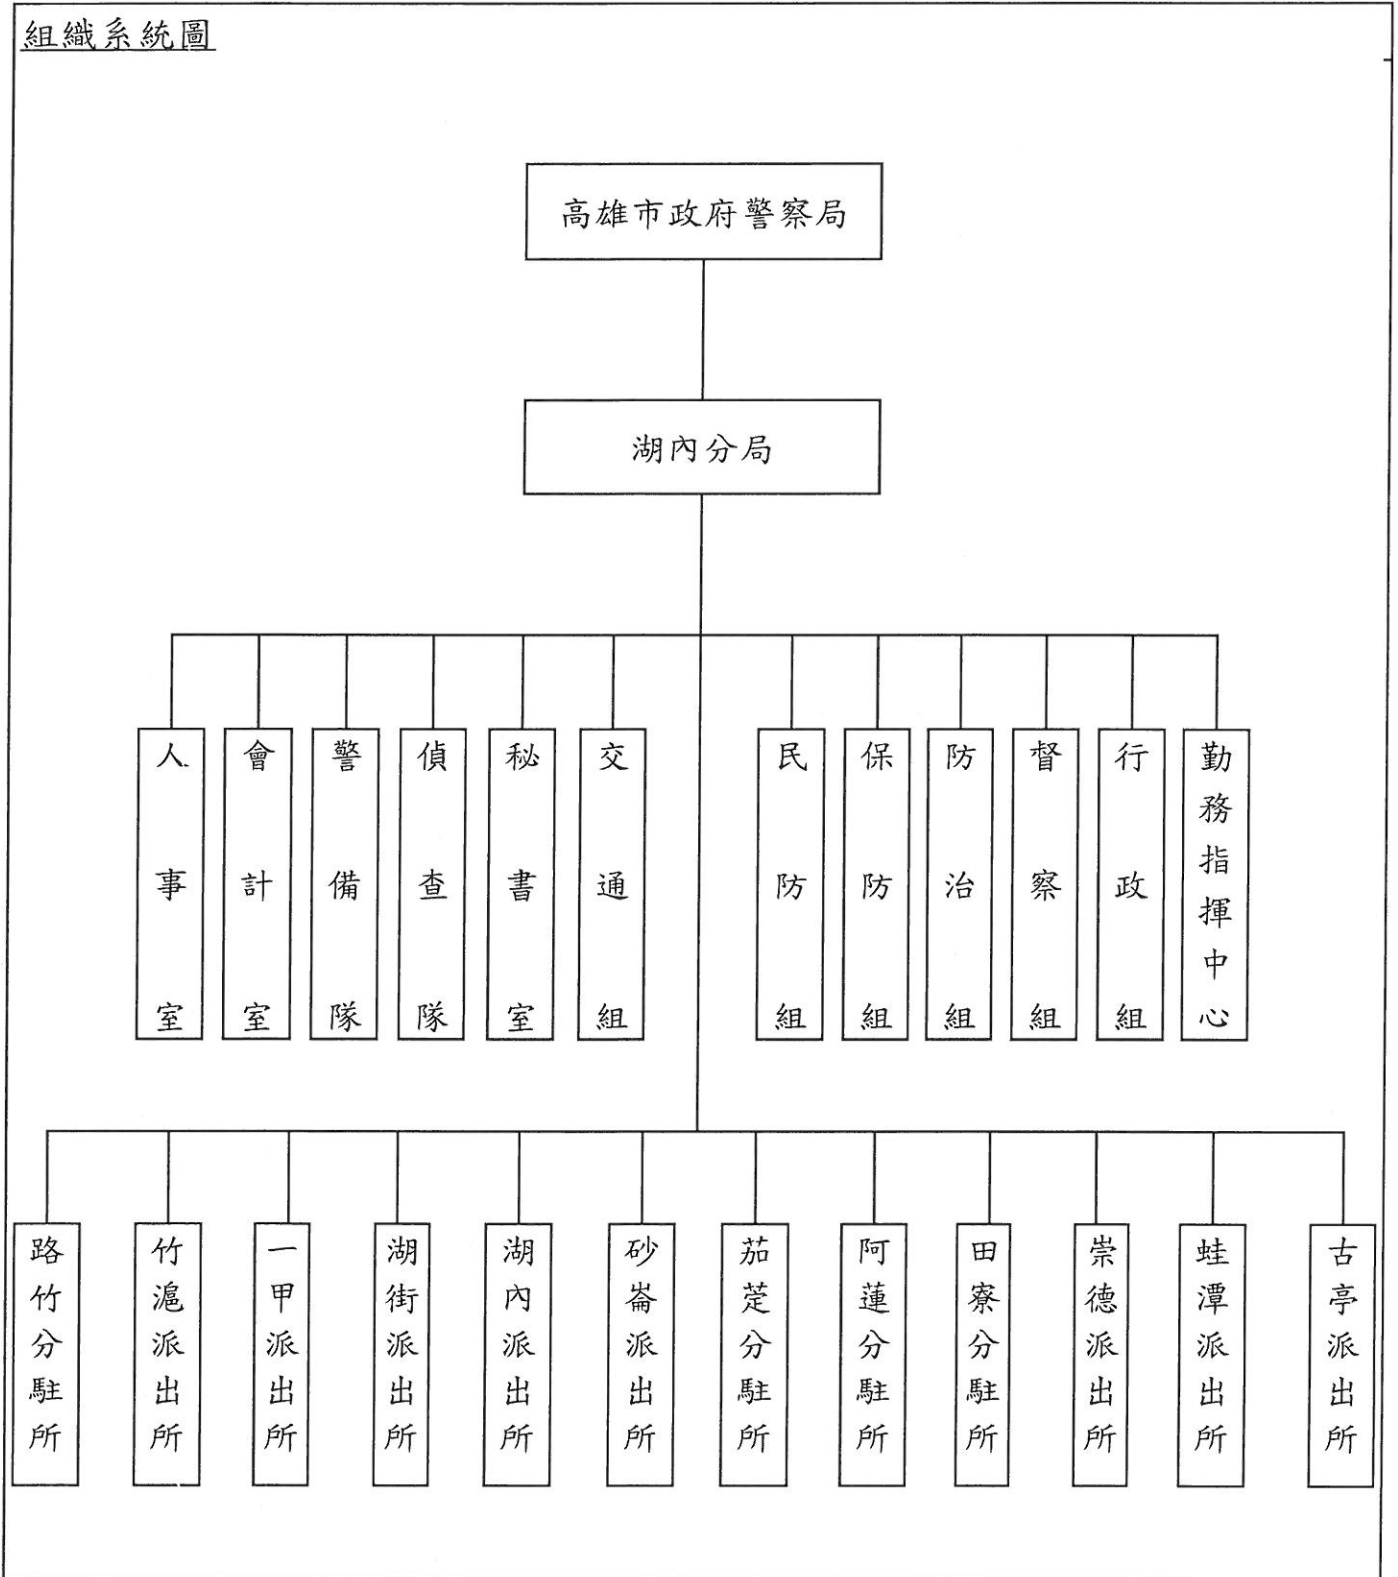 組織系統圖
高雄市政府警察局
湖內分局
人事室
會計室
警備隊
偵查隊
秘書室
交通組
民防組
保防組
防治組
督察組
行政組
勤務指揮中心
路竹分駐所
竹滬派出所
一甲派出所
湖街派出所
湖內派出所
砂崙派出所
茄萣分駐所
阿蓮分駐所
田寮分駐所
崇德派出所
蛙潭派出所
古亭派出所